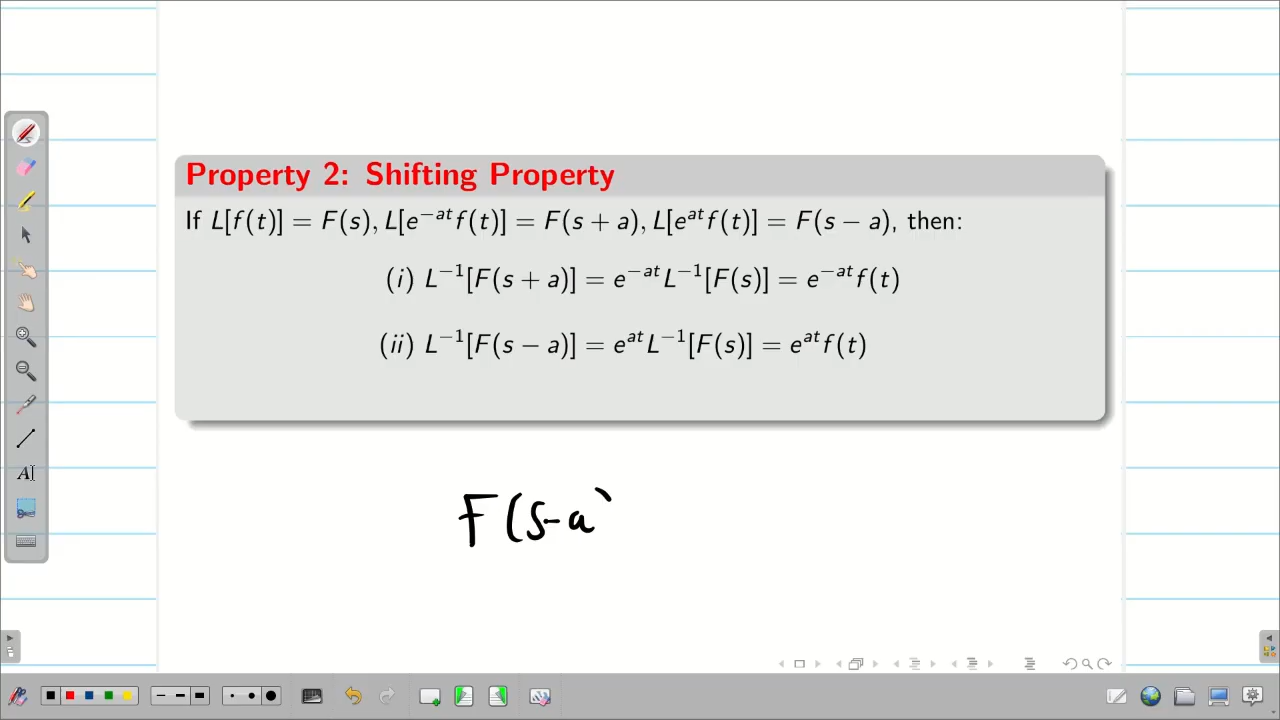 Property 2: Shifting Property
If L[f(t)] = F(s), L[e^{-at}f(t)] = F(s + a), L[e^{at}f(t)] = F(s − a), then:
(i) L^{-1}[F(s + a)] = e^{-at}L^{-1}[F(s)] = e^{-at}f(t)
(ii) L^{-1}[F(s − a)] = e^{at}L^{-1}[F(s)] = e^{at}f(t)
F(s-a)